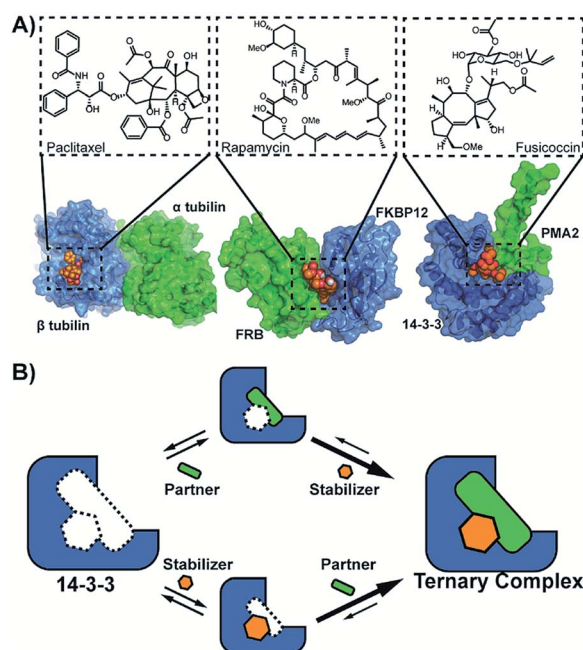 A)
Paclitaxel
Rapamycin
Fusicoccin
α tubilin
β tubilin
FKBP12
FRB
PMA2
14-3-3
B)
Partner
Stabilizer
14-3-3
Stabilizer
Partner
Ternary Complex